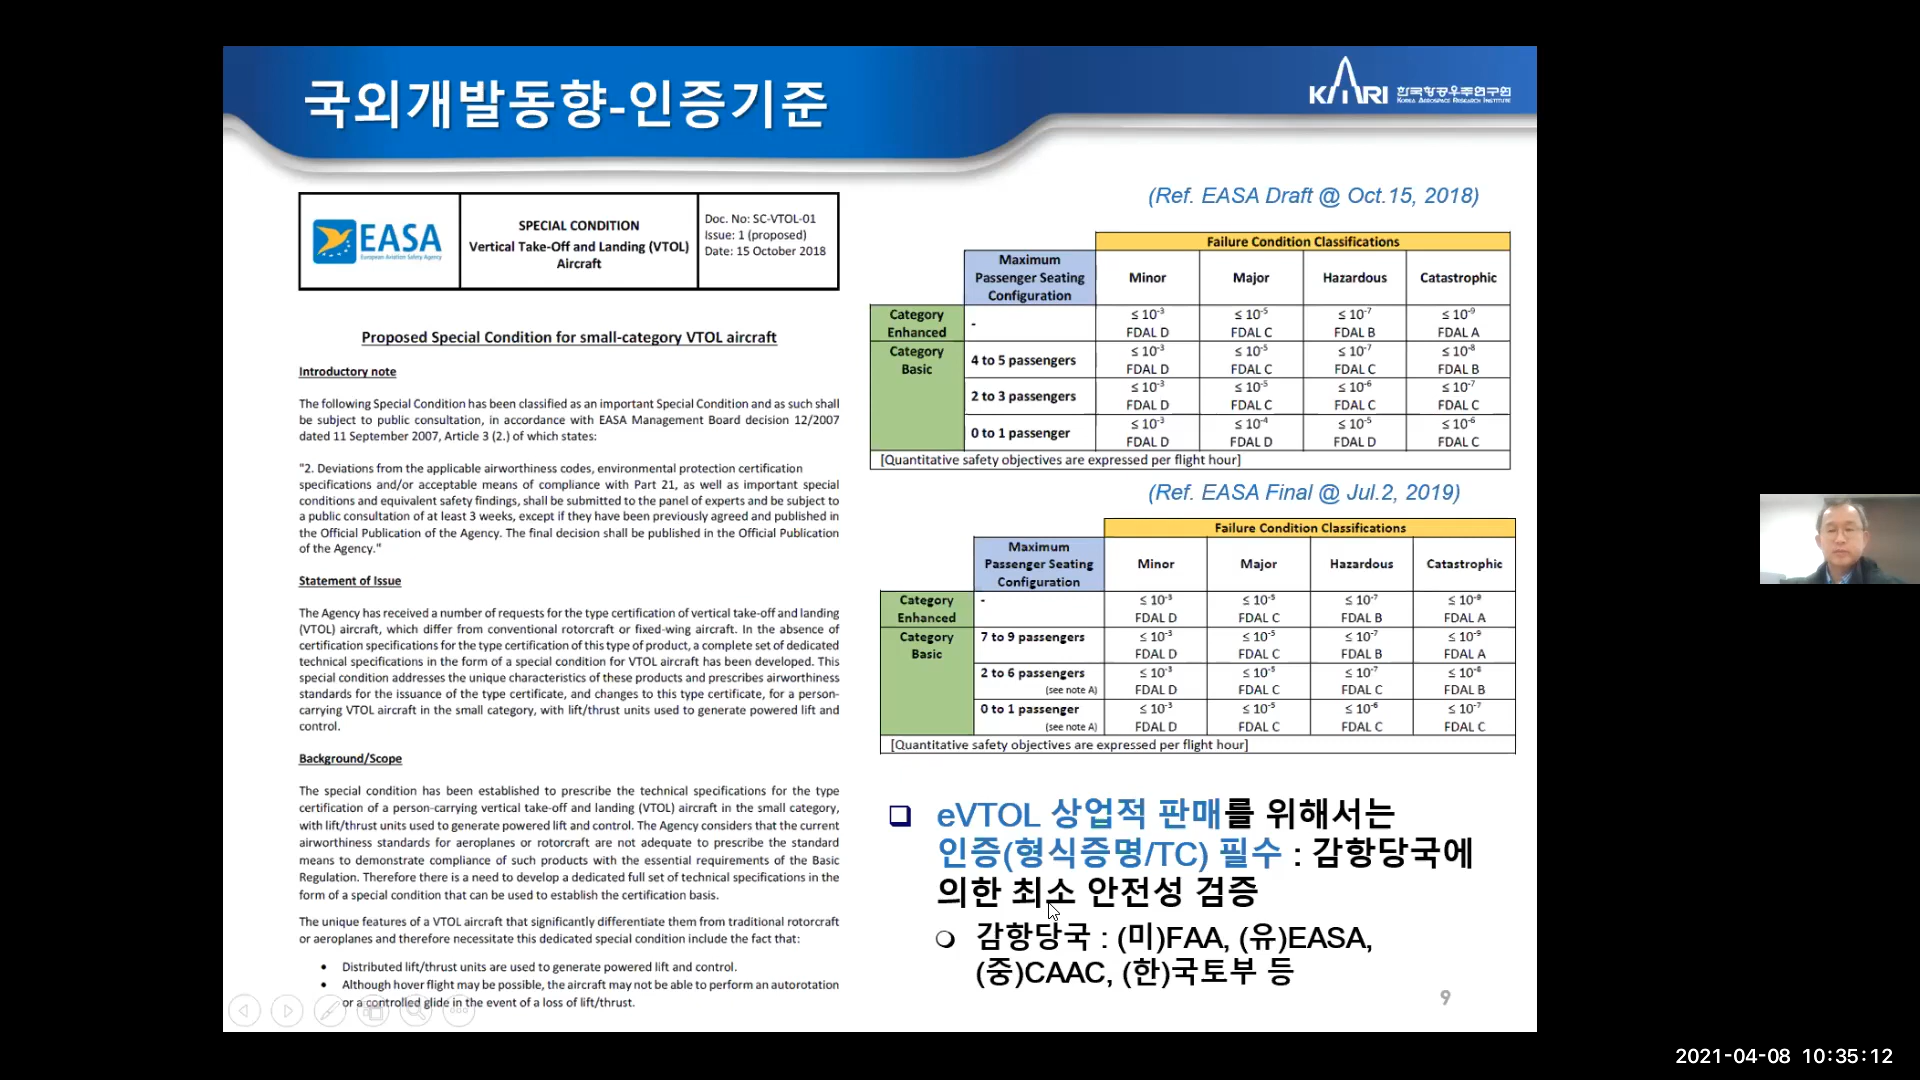 국외개발동향-인증기준
KARI 한국항공우주연구원
KOREA AEROSPACE RESEARCH INSTITUTE
EASA
European Aviation Safety Agency
SPECIAL CONDITION
Vertical Take-Off and Landing (VTOL)
Aircraft
Doc. No: SC-VTOL-01
Issue: 1 (proposed)
Date: 15 October 2018
Proposed Special Condition for small-category VTOL aircraft
Introductory note
The following Special Condition has been classified as an important Special Condition and as such shall
be subject to public consultation, in accordance with EASA Management Board decision 12/2007
dated 11 September 2007, Article 3 (2.) of which states:
"2. Deviations from the applicable airworthiness codes, environmental protection certification
specifications and/or acceptable means of compliance with Part 21, as well as important special
conditions and equivalent safety findings, shall be submitted to the panel of experts and be subject to
a public consultation of at least 3 weeks, except if they have been previously agreed and published in
the Official Publication of the Agency. The final decision shall be published in the Official Publication
of the Agency."
Statement of Issue
The Agency has received a number of requests for the type certification of vertical take-off and landing
(VTOL) aircraft, which differ from conventional rotorcraft or fixed-wing aircraft. In the absence of
certification specifications for the type certification of this type of product, a complete set of dedicated
technical specifications in the form of a special condition for VTOL aircraft has been developed. This
special condition addresses the unique characteristics of these products and prescribes airworthiness
standards for the issuance of the type certificate, and changes to this type certificate, for a person-
carrying VTOL aircraft in the small category, with lift/thrust units used to generate powered lift and
control.
Background/Scope
The special condition has been established to prescribe the technical specifications for the type
certification of a person-carrying vertical take-off and landing (VTOL) aircraft in the small category,
with lift/thrust units used to generate powered lift and control. The Agency considers that the current
airworthiness standards for aeroplanes or rotorcraft are not adequate to prescribe the standard
means to demonstrate compliance of such products with the essential requirements of the Basic
Regulation. Therefore there is a need to develop a dedicated full set of technical specifications in the
form of a special condition that can be used to establish the certification basis.
The unique features of a VTOL aircraft that significantly differentiate them from traditional rotorcraft
or aeroplanes and therefore necessitate this dedicated special condition include the fact that:
• Distributed lift/thrust units are used to generate powered lift and control.
• Although hover flight may be possible, the aircraft may not be able to perform an autorotation
or a controlled glide in the event of a loss of lift/thrust.
(Ref. EASA Draft @ Oct.15, 2018)
Failure Condition Classifications
Maximum
Passenger Seating
Configuration
Minor Major Hazardous Catastrophic
Category
Enhanced
- ≤ 10⁻³ ≤ 10⁻⁵ ≤ 10⁻⁷ ≤ 10⁻⁹
FDAL D FDAL C FDAL B FDAL A
Category
Basic
4 to 5 passengers ≤ 10⁻³ ≤ 10⁻⁵ ≤ 10⁻⁷ ≤ 10⁻⁸
FDAL D FDAL C FDAL C FDAL B
2 to 3 passengers ≤ 10⁻³ ≤ 10⁻⁵ ≤ 10⁻⁶ ≤ 10⁻⁷
FDAL D FDAL C FDAL C FDAL C
0 to 1 passenger ≤ 10⁻³ ≤ 10⁻⁴ ≤ 10⁻⁵ ≤ 10⁻⁶
FDAL D FDAL D FDAL D FDAL C
[Quantitative safety objectives are expressed per flight hour]
(Ref. EASA Final @ Jul.2, 2019)
Failure Condition Classifications
Maximum
Passenger Seating
Configuration
Minor Major Hazardous Catastrophic
Category
Enhanced
- ≤ 10⁻³ ≤ 10⁻⁵ ≤ 10⁻⁷ ≤ 10⁻⁹
FDAL D FDAL C FDAL B FDAL A
Category
Basic
7 to 9 passengers ≤ 10⁻³ ≤ 10⁻⁵ ≤ 10⁻⁷ ≤ 10⁻⁹
FDAL D FDAL C FDAL B FDAL A
2 to 6 passengers ≤ 10⁻³ ≤ 10⁻⁵ ≤ 10⁻⁷ ≤ 10⁻⁸
(see note A) FDAL D FDAL C FDAL C FDAL B
0 to 1 passenger ≤ 10⁻³ ≤ 10⁻⁵ ≤ 10⁻⁶ ≤ 10⁻⁷
(see note A) FDAL D FDAL C FDAL C FDAL C
[Quantitative safety objectives are expressed per flight hour]
❑ eVTOL 상업적 판매를 위해서는
인증(형식증명/TC) 필수 : 감항당국에
의한 최소 안전성 검증
○ 감항당국 : (미)FAA, (유)EASA,
(중)CAAC, (한)국토부 등
9
2021-04-08 10:35:12